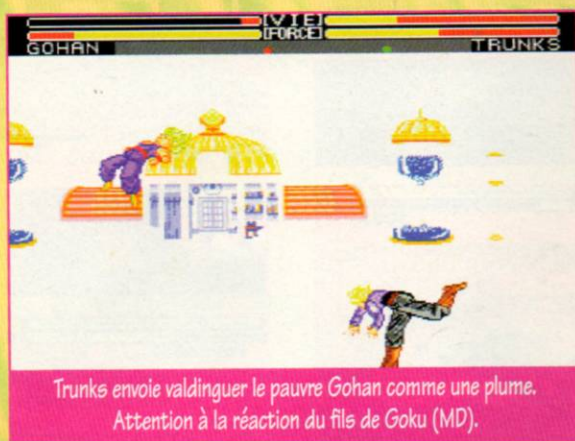 [VIE]
[FORCE]
GOHAN TRUNKS
Trunks envoie valdinguer le pauvre Gohan comme une plume.
Attention à la réaction du fils de Goku (MD).